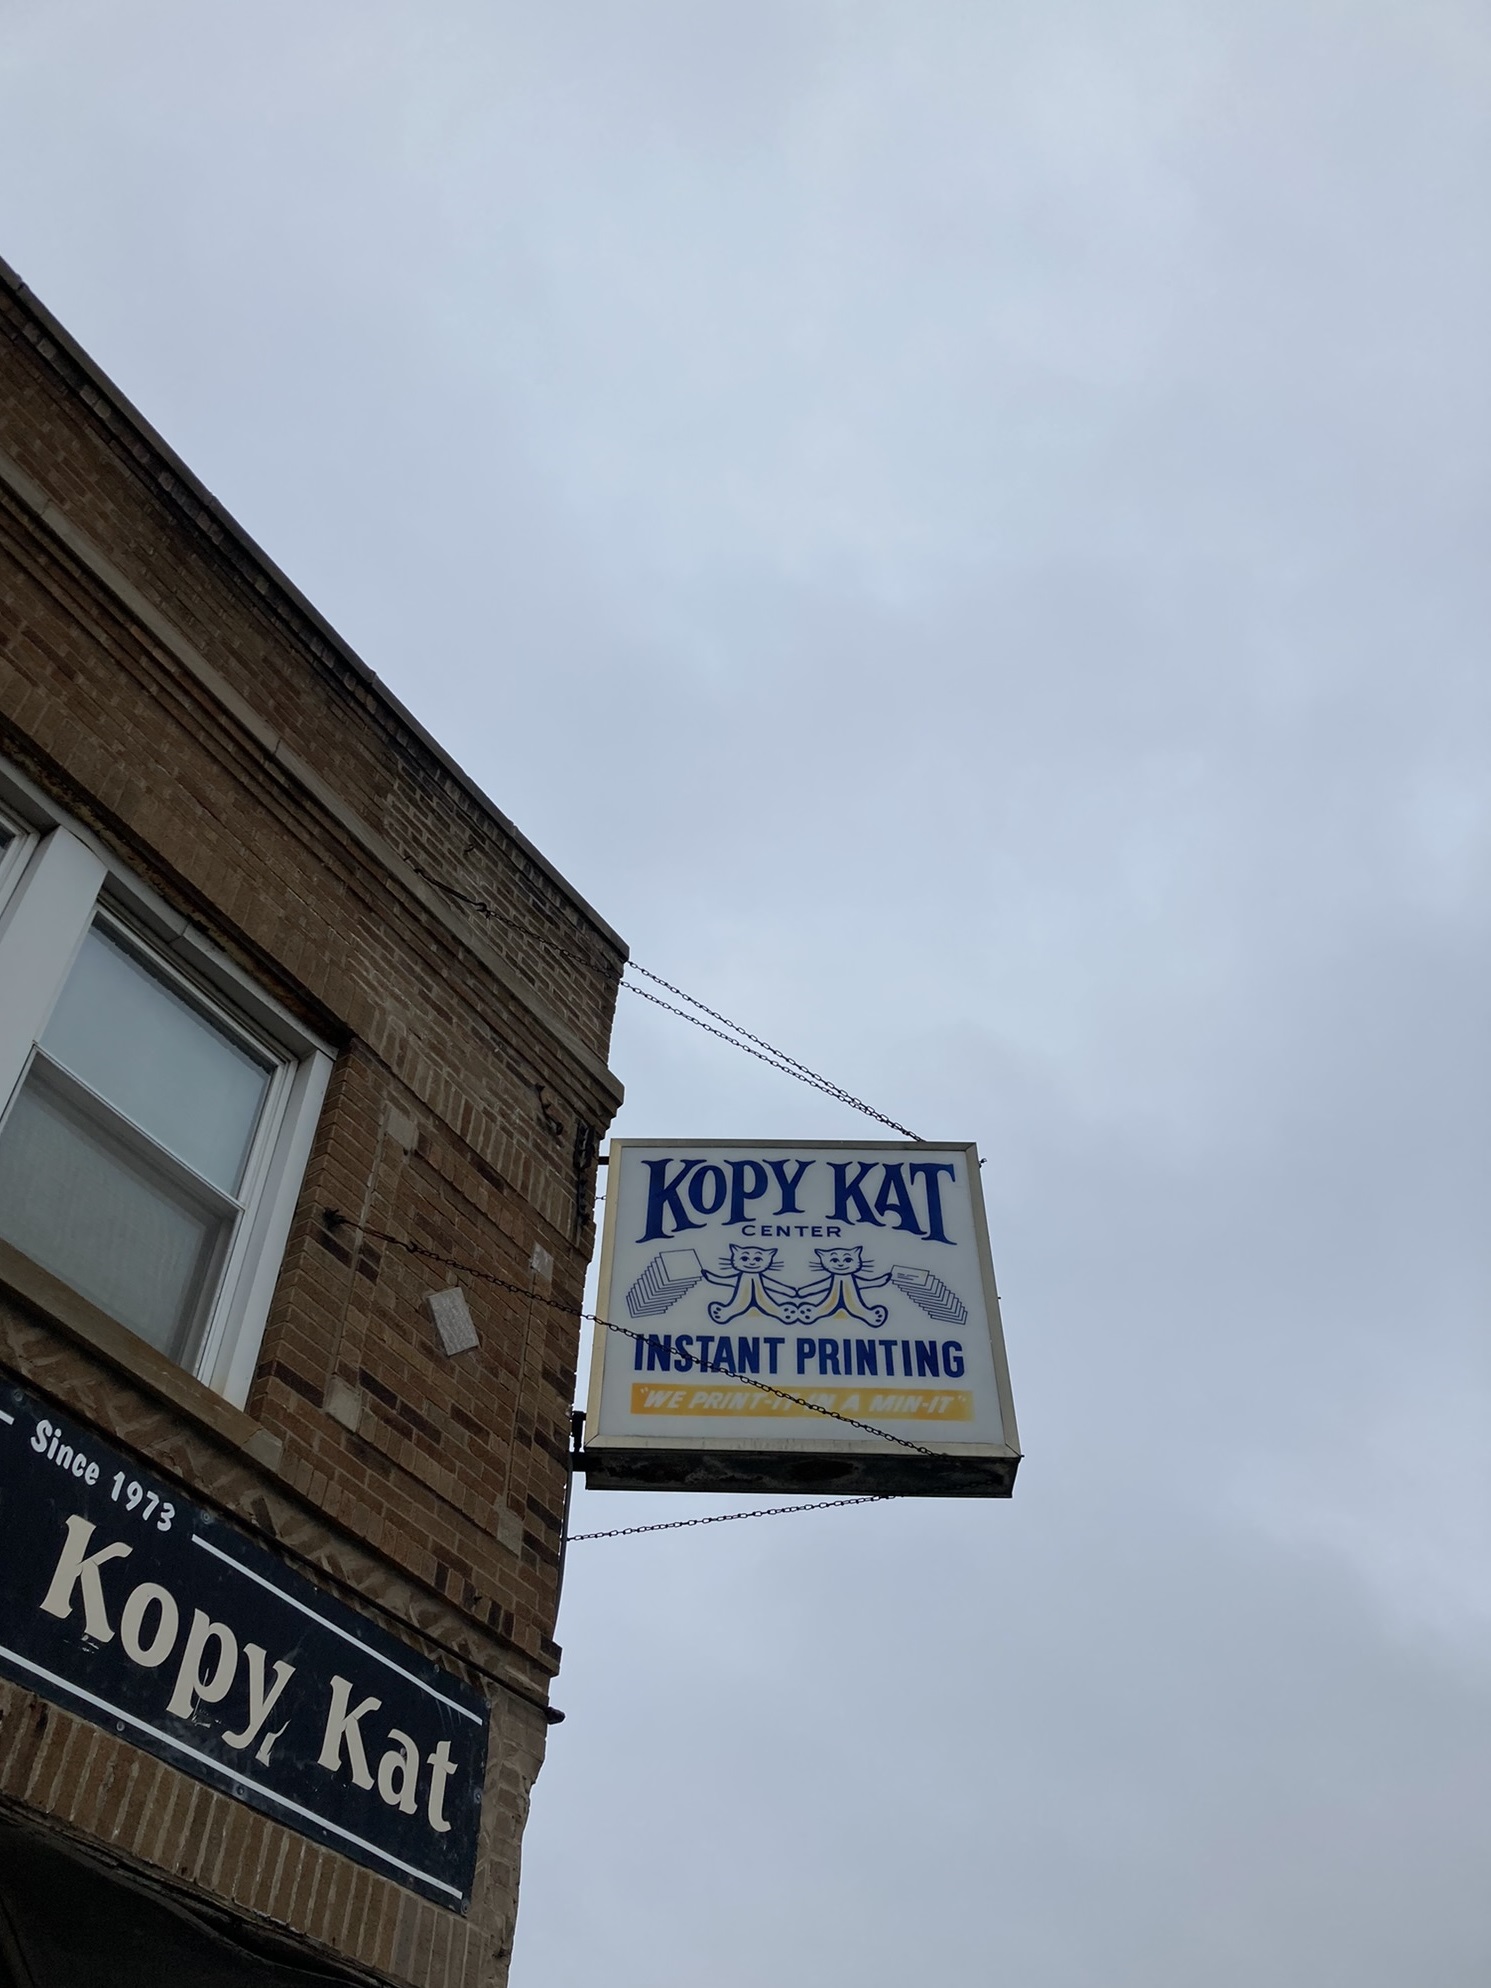 KOPY KAT
CENTER
INSTANT PRINTING
"WE PRINT-IT IN A MIN-IT"
Since 1973
Kopy Kat